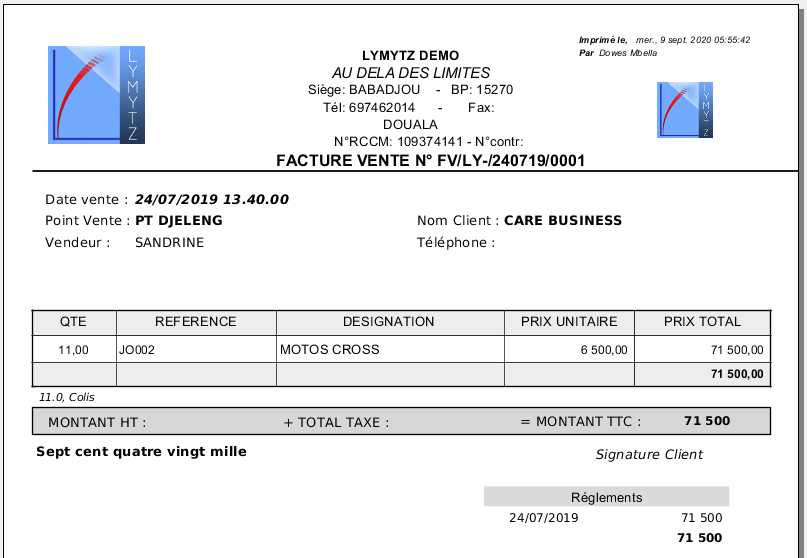 Imprimé le, mer., 9 sept. 2020 05:55:42
Par Dowes Mbella
LYMYTZ
LYMYTZ DEMO
AU DELA DES LIMITES
Siège: BABADJOU - BP: 15270
Tél: 697462014 - Fax:
DOUALA
N°RCCM: 109374141 - N°contr:
LYMYTZ
FACTURE VENTE N° FV/LY-/240719/0001
Date vente : 24/07/2019 13.40.00
Point Vente : PT DJELENG Nom Client : CARE BUSINESS
Vendeur : SANDRINE Téléphone :
QTE REFERENCE DESIGNATION PRIX UNITAIRE PRIX TOTAL
11,00 JO002 MOTOS CROSS 6 500,00 71 500,00
71 500,00
11.0, Colis
MONTANT HT : + TOTAL TAXE : = MONTANT TTC : 71 500
Sept cent quatre vingt mille Signature Client
Réglements
24/07/2019 71 500
71 500